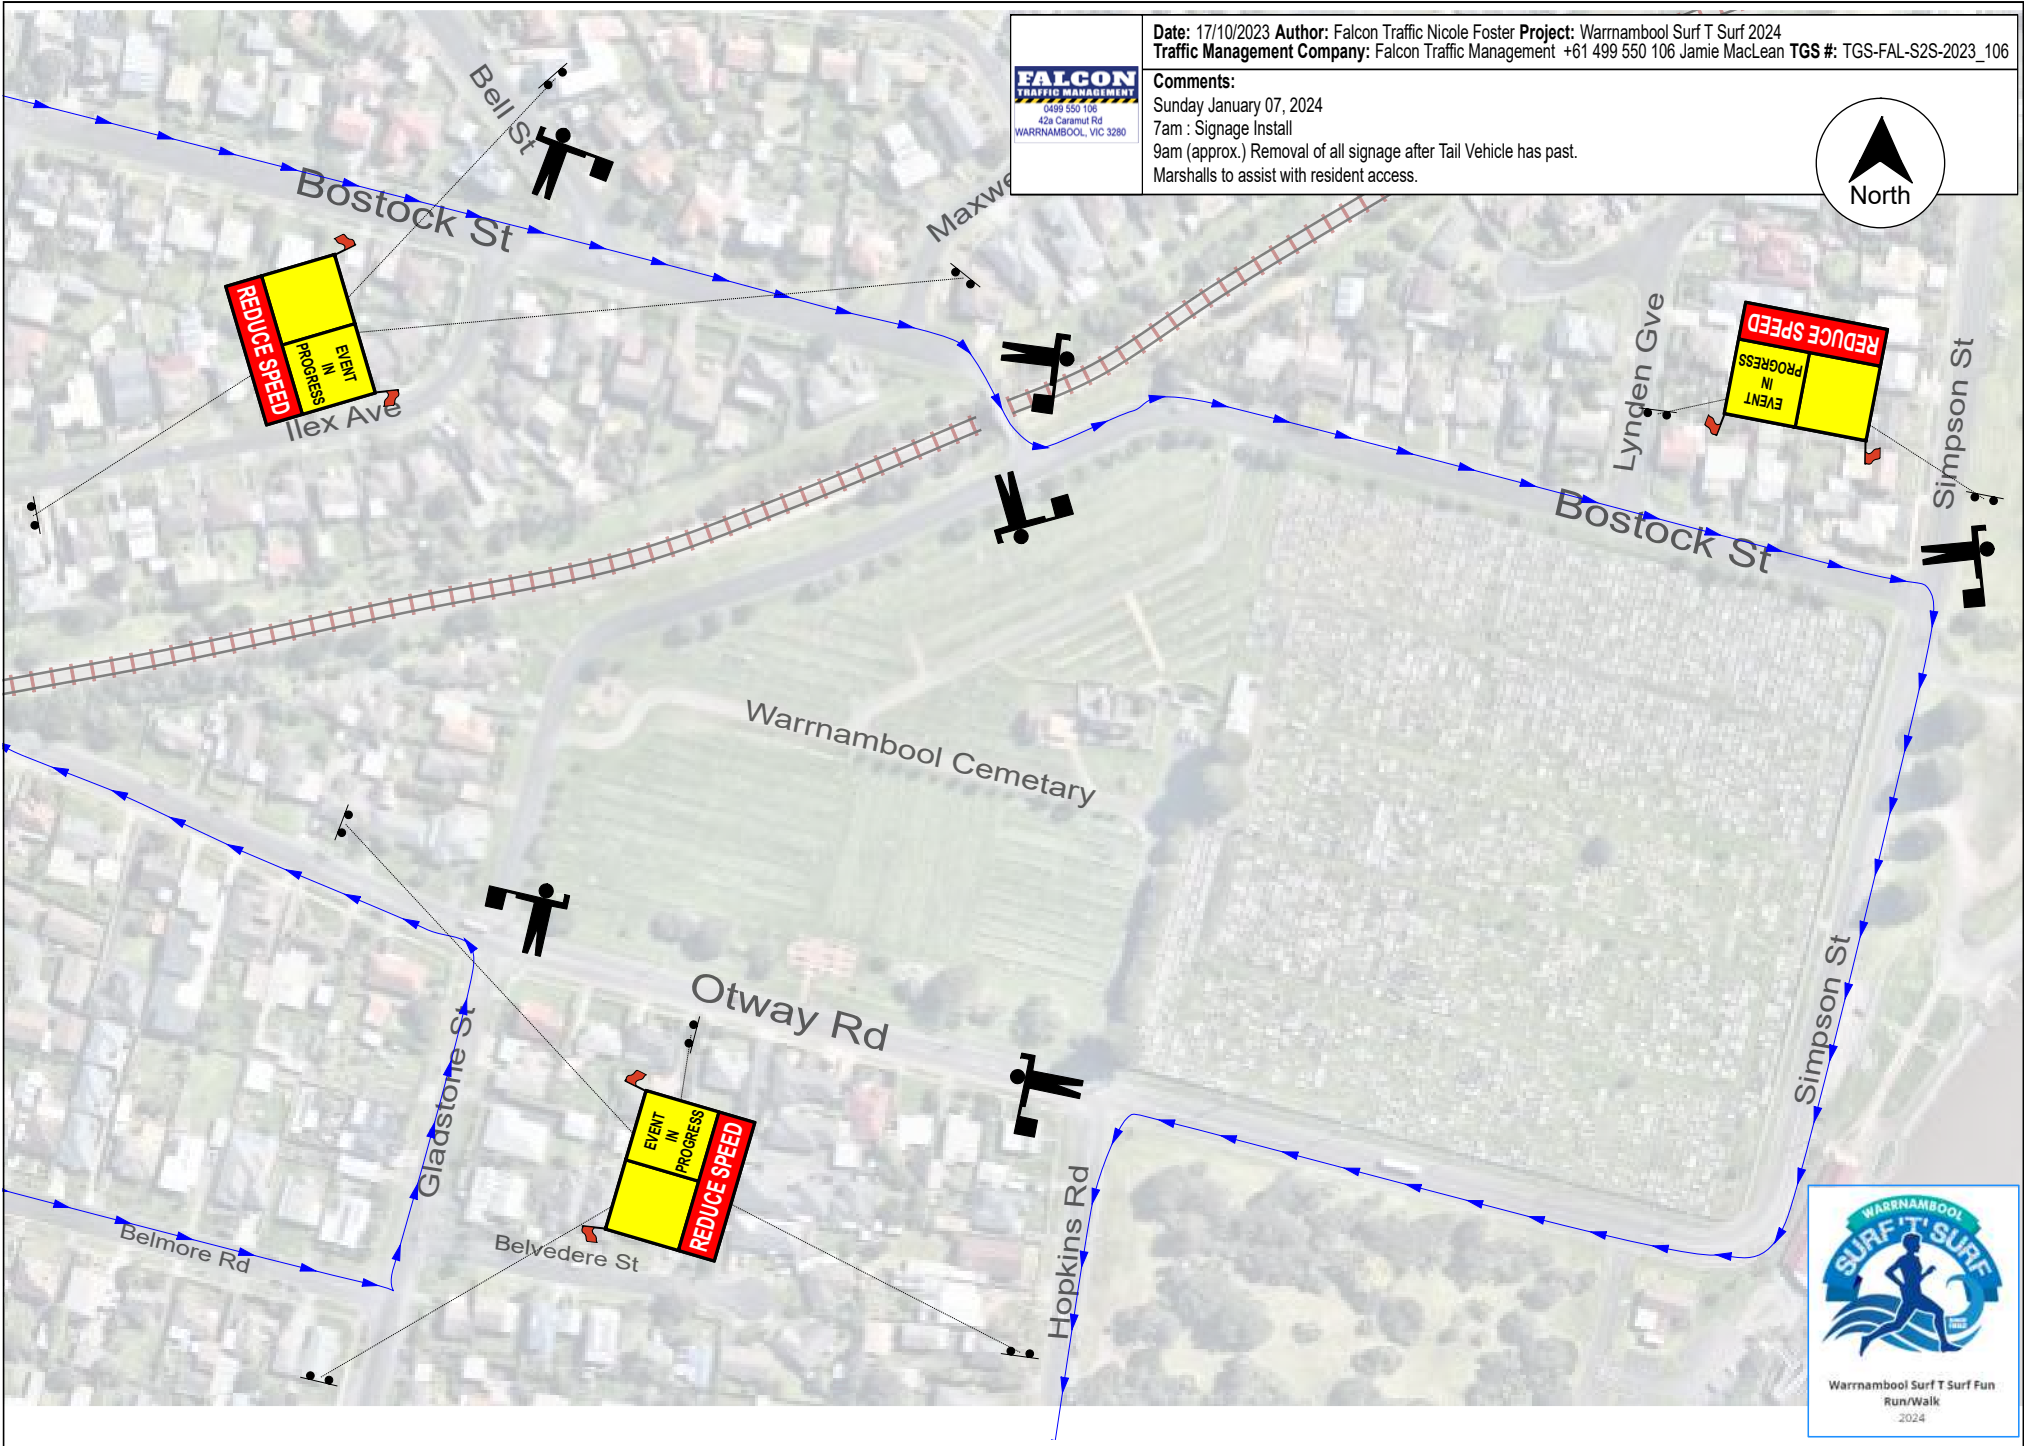 Date: 17/10/2023 Author: Falcon Traffic Nicole Foster Project: Warrnambool Surf T Surf 2024
Traffic Management Company: Falcon Traffic Management +61 499 550 106 Jamie MacLean TGS #: TGS-FAL-S2S-2023_106
FALCON
TRAFFIC MANAGEMENT
0499 550 106
42a Caramut Rd
WARRNAMBOOL, VIC 3280
Comments:
Sunday January 07, 2024
7am : Signage Install
9am (approx.) Removal of all signage after Tail Vehicle has past.
Marshalls to assist with resident access.
North
Bell St
Bostock St
Maxwe
REDUCE SPEED
EVENT
IN
PROGRESS
Ilex Ave
Lynden Gve
REDUCE SPEED
EVENT
IN
PROGRESS
Simpson St
Bostock St
Warrnambool Cemetary
Otway Rd
Simpson St
Gladstone St
EVENT
IN
PROGRESS
REDUCE SPEED
Belmore Rd
Belvedere St
Hopkins Rd
WARRNAMBOOL
SURF 'T' SURF
Warrnambool Surf T Surf Fun
Run/Walk
2024